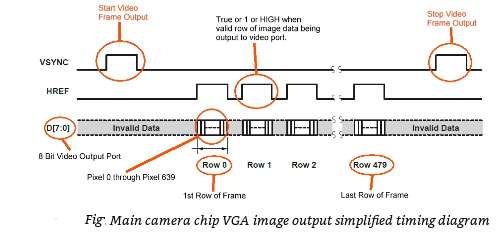 Start Video
Frame Output
True or 1 or HIGH when
valid row of image data being
output to video port.
Stop Video
Frame Output
VSYNC
HREF
D[7:0]
Invalid Data
Invalid Data
8 Bit Video Output Port
Row 0
Row 1
Row 2
Row 479
Pixel 0 through Pixel 639
1st Row of Frame
Last Row of Frame
Fig. Main camera chip VGA image output simplified timing diagram